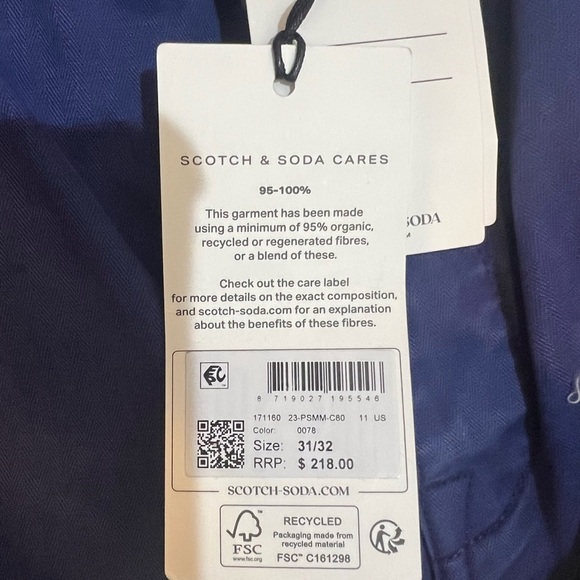 SCOTCH & SODA CARES
95-100%
This garment has been made
using a minimum of 95% organic,
recycled or regenerated fibres,
or a blend of these.
Check out the care label
for more details on the exact composition,
and scotch-soda.com for an explanation
about the benefits of these fibres.
8 719027 195546
171160 23-PSMM-C80 11 US
Color: 0078
Size: 31/32
RRP: $ 218.00
SCOTCH-SODA.COM
FSC™
www.fsc.org
RECYCLED
Packaging made from
recycled material
FSC™ C161298
SODA